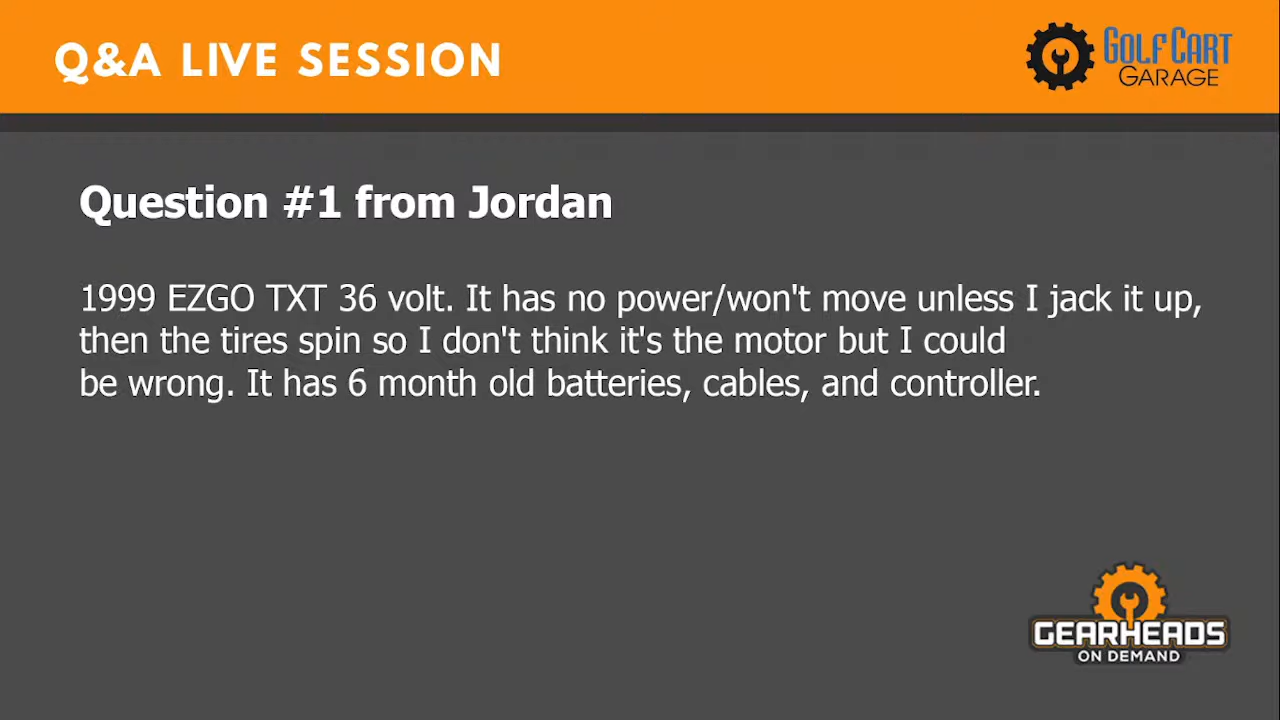 Q&A LIVE SESSION
GOLF CART
GARAGE
Question #1 from Jordan
1999 EZGO TXT 36 volt. It has no power/won't move unless I jack it up,
then the tires spin so I don't think it's the motor but I could
be wrong. It has 6 month old batteries, cables, and controller.
GEARHEADS
ON DEMAND